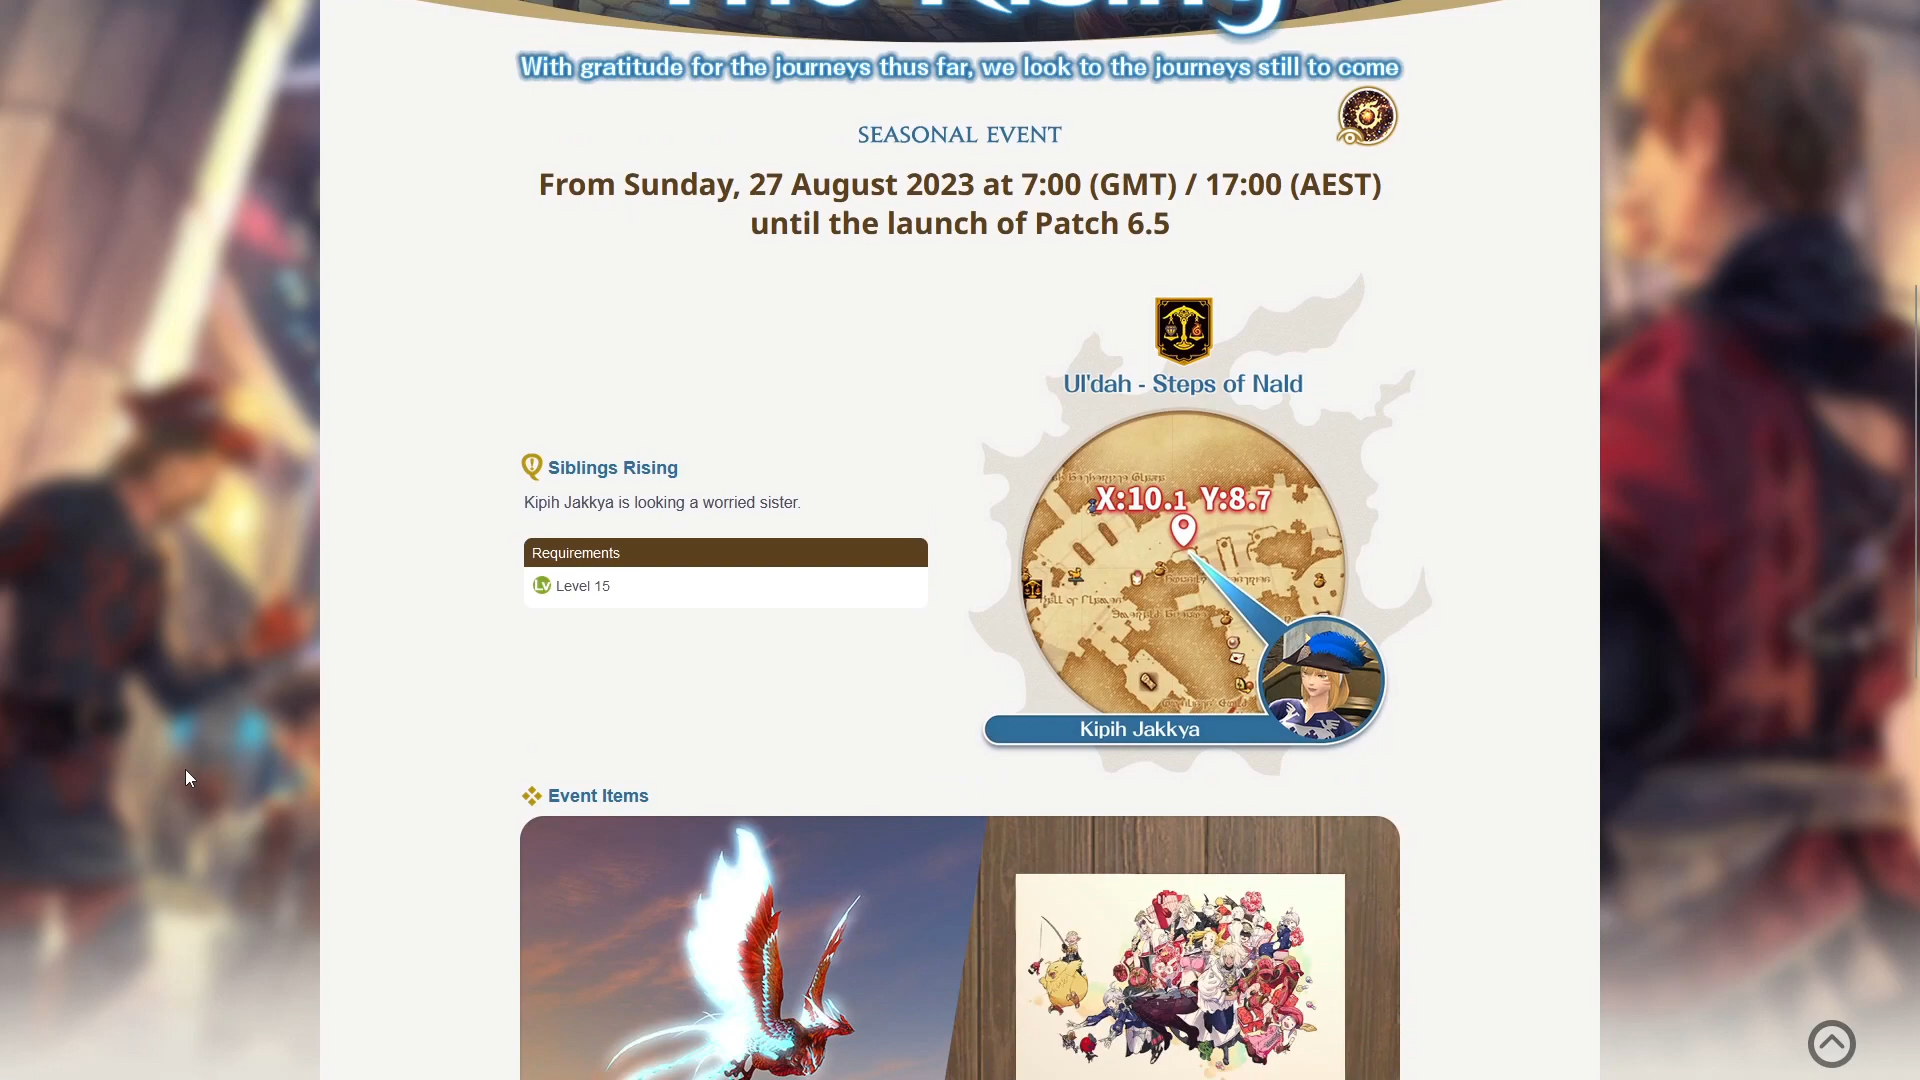 The Rising
With gratitude for the journeys thus far, we look to the journeys still to come
SEASONAL EVENT
From Sunday, 27 August 2023 at 7:00 (GMT) / 17:00 (AEST)
until the launch of Patch 6.5
Ul'dah - Steps of Nald
Siblings Rising
Kipih Jakkya is looking a worried sister.
Requirements
Lv Level 15
X:10.1 Y:8.7
Kipih Jakkya
Event Items